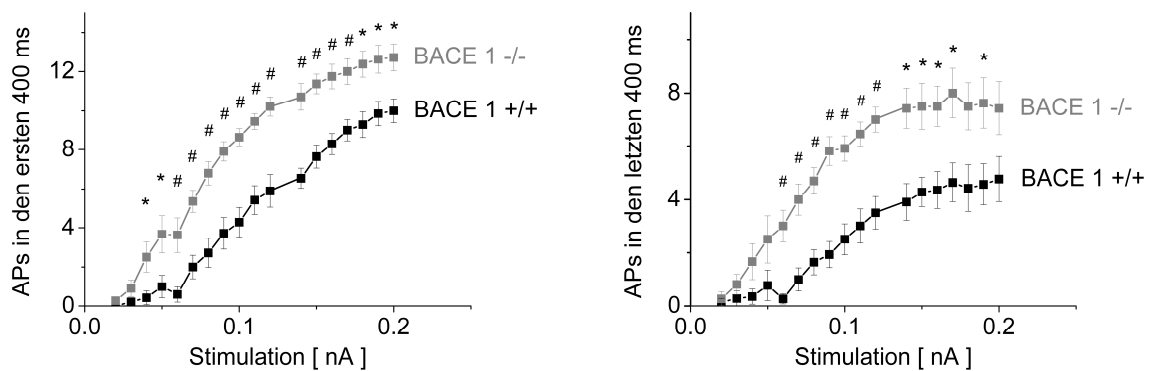 APs in den ersten 400 ms
12
8
4
0
* * # # # # # # # # # # # * * *
BACE 1 -/-
BACE 1 +/+
0.0 0.1 0.2
Stimulation [ nA ]
APs in den letzten 400 ms
8
4
0
# # # # # # # * * * * *
BACE 1 -/-
BACE 1 +/+
0.0 0.1 0.2
Stimulation [ nA ]